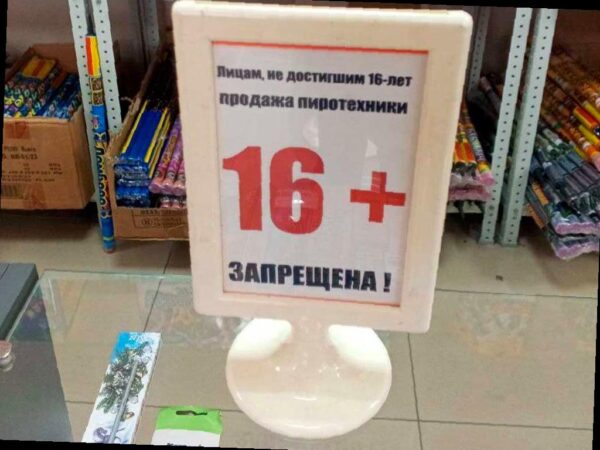 Лицам, не достигшим 16-лет
продажа пиротехники
16 +
ЗАПРЕЩЕНА !